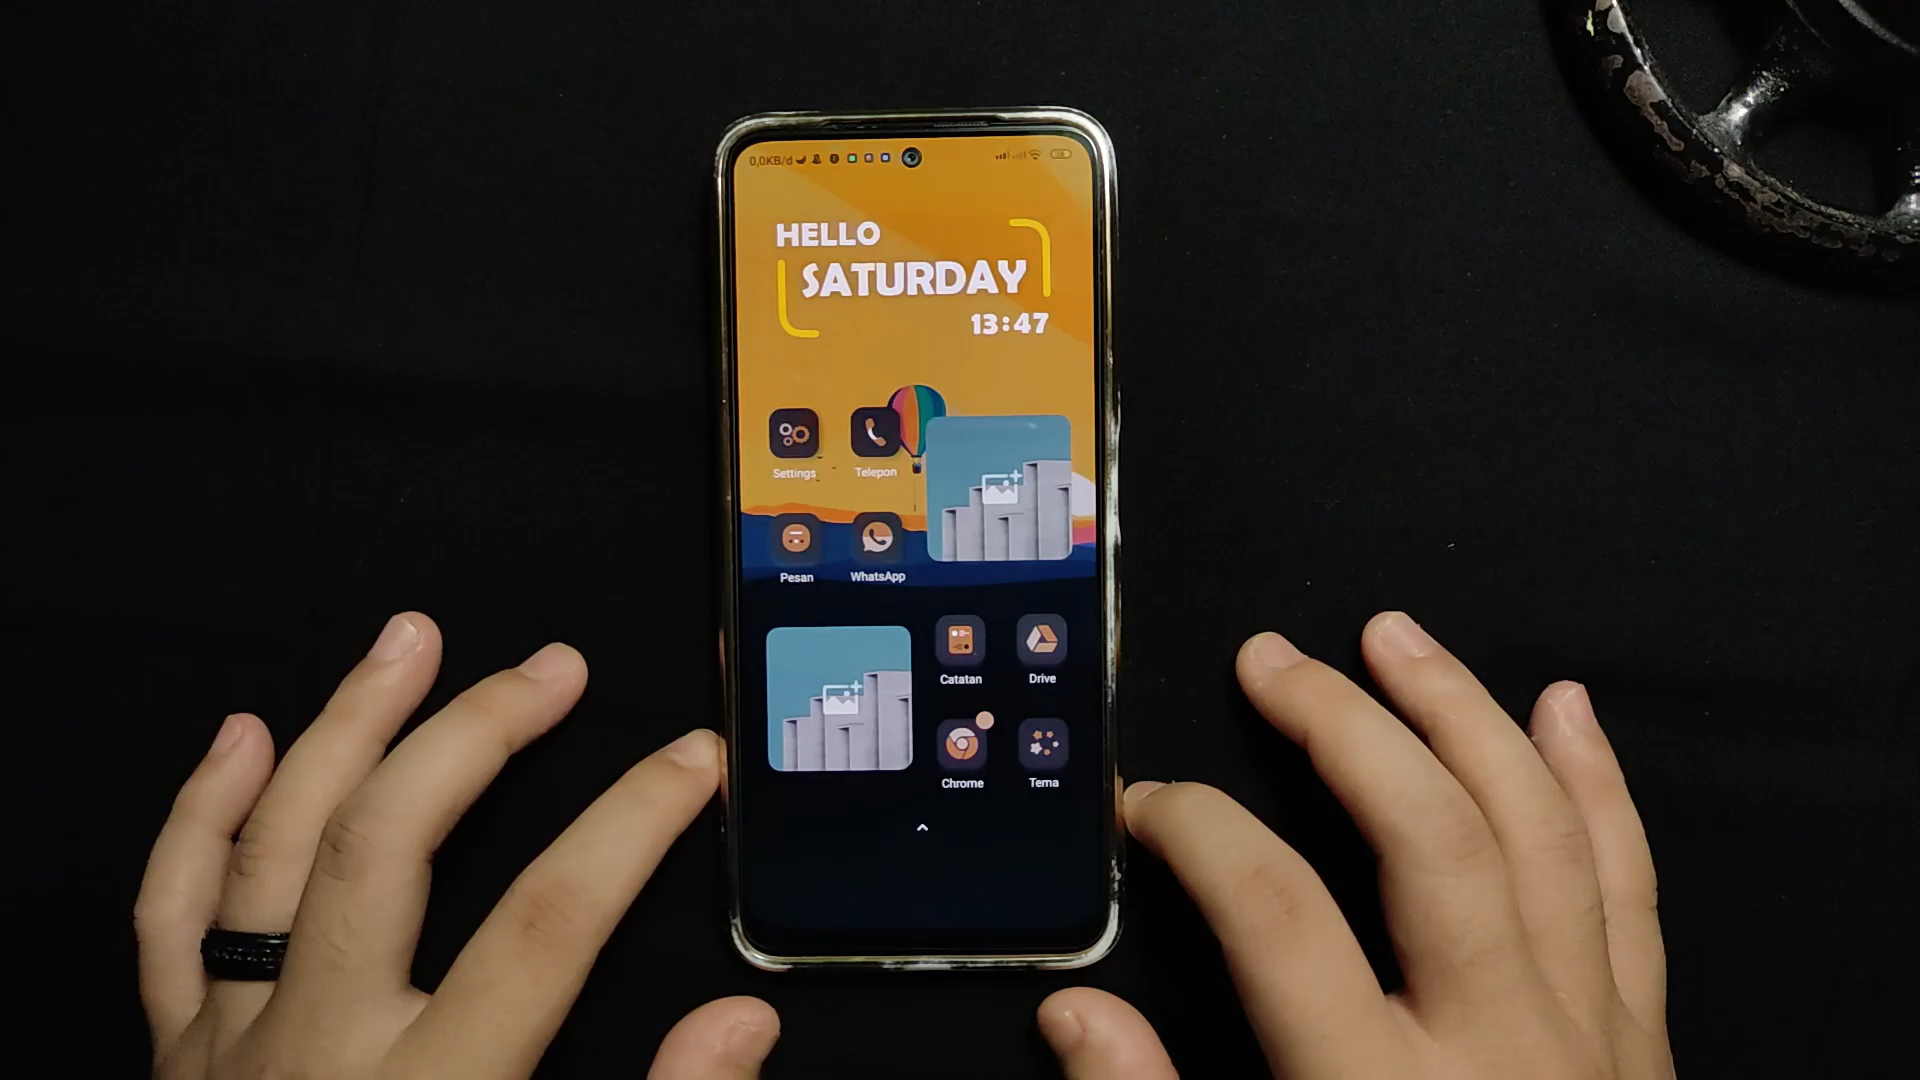 0,0KB/d
HELLO
SATURDAY
13:47
Settings
Telepon
Pesan
WhatsApp
Catatan
Drive
Chrome
Tema